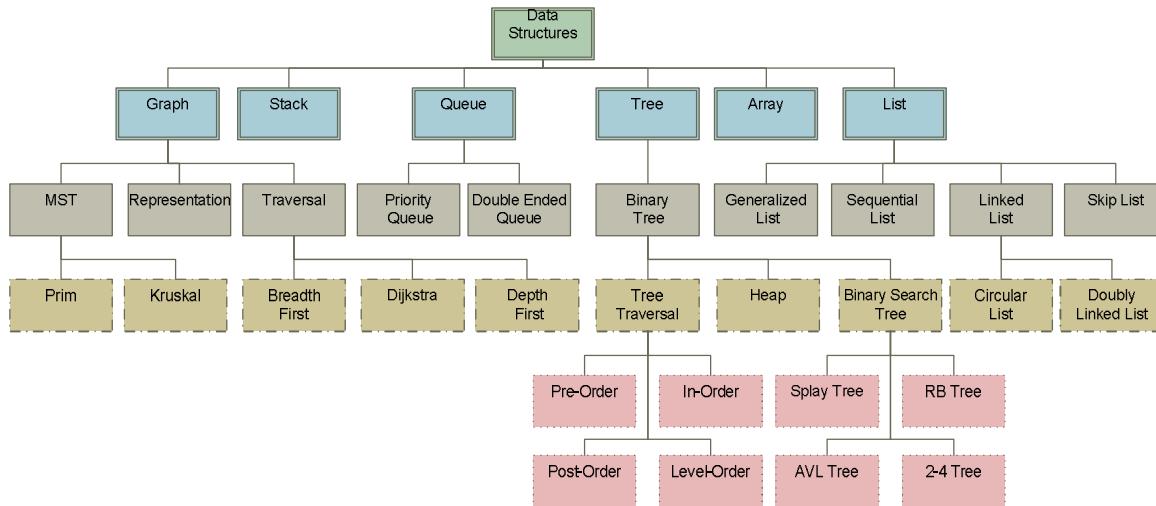 Data
Structures
Graph
Stack
Queue
Tree
Array
List
MST
Representation
Traversal
Priority
Queue
Double Ended
Queue
Binary
Tree
Generalized
List
Sequential
List
Linked
List
Skip List
Prim
Kruskal
Breadth
First
Dijkstra
Depth
First
Tree
Traversal
Heap
Binary Search
Tree
Circular
List
Doubly
Linked List
Pre-Order
In-Order
Splay Tree
RB Tree
Post-Order
Level-Order
AVL Tree
2-4 Tree